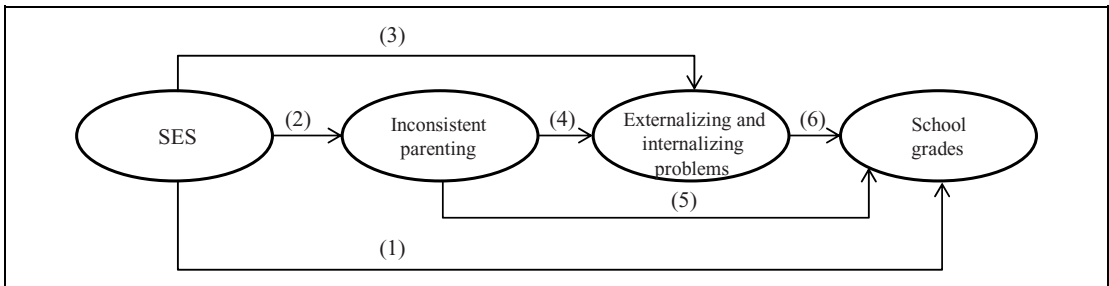 (3)
SES
(2)
Inconsistent
parenting
(4)
Externalizing and
internalizing
problems
(6)
School
grades
(5)
(1)